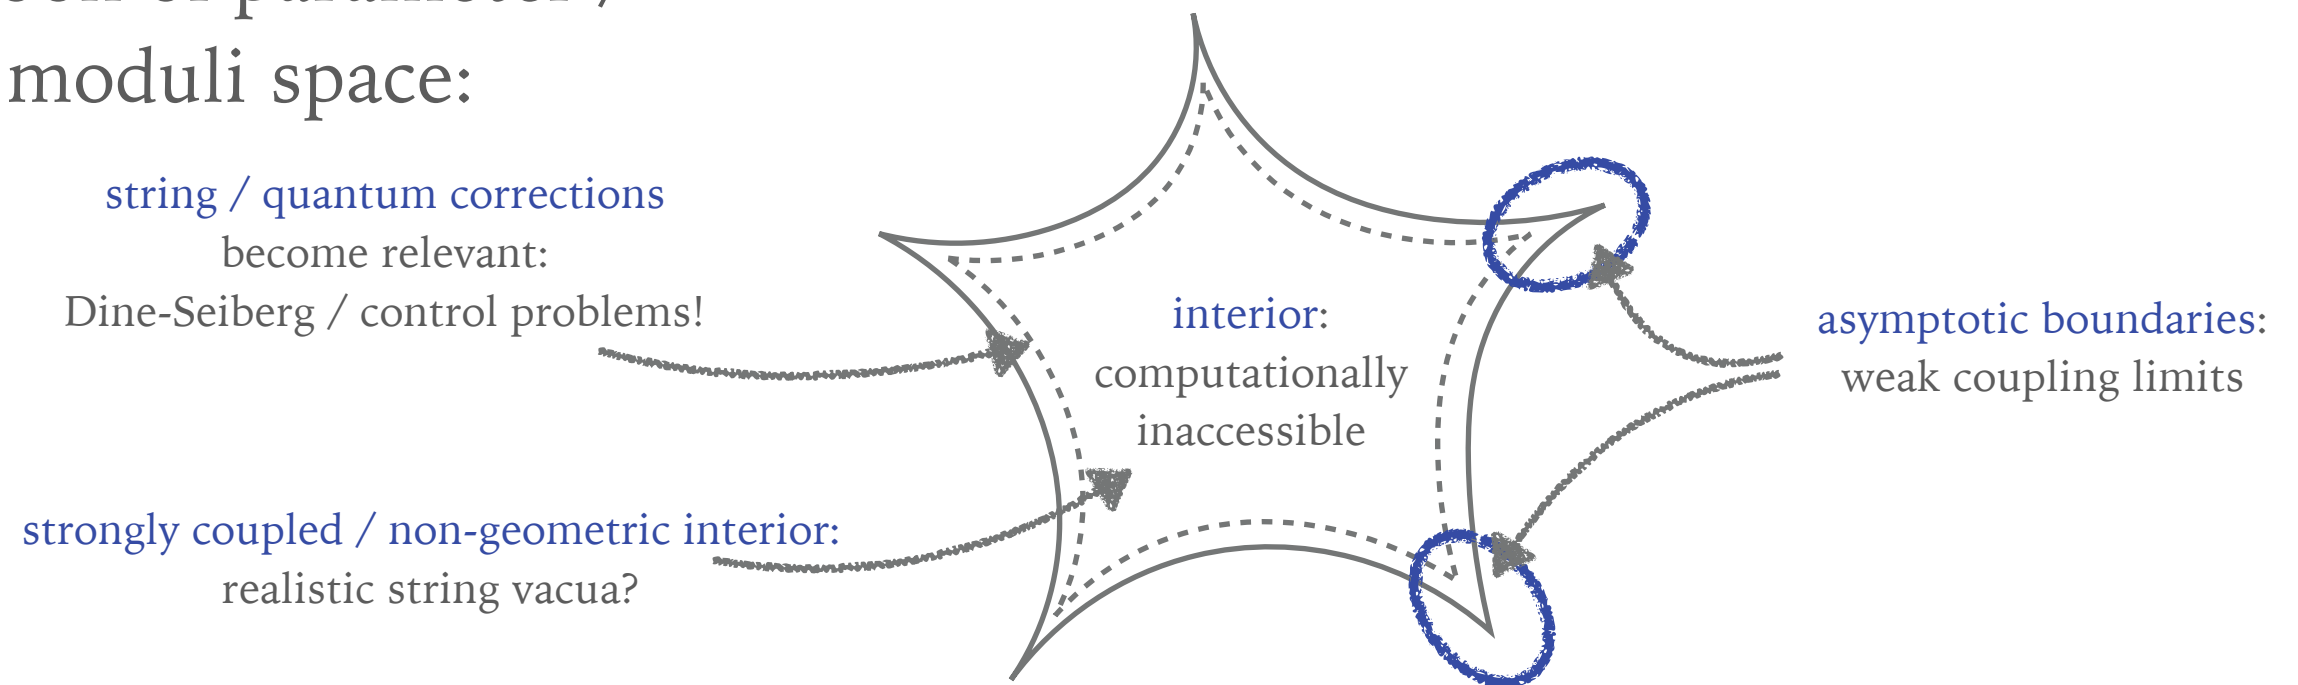 moduli space:
string / quantum corrections
become relevant:
Dine-Seiberg / control problems!
strongly coupled / non-geometric interior:
realistic string vacua?
interior:
computationally
inaccessible
asymptotic boundaries:
weak coupling limits